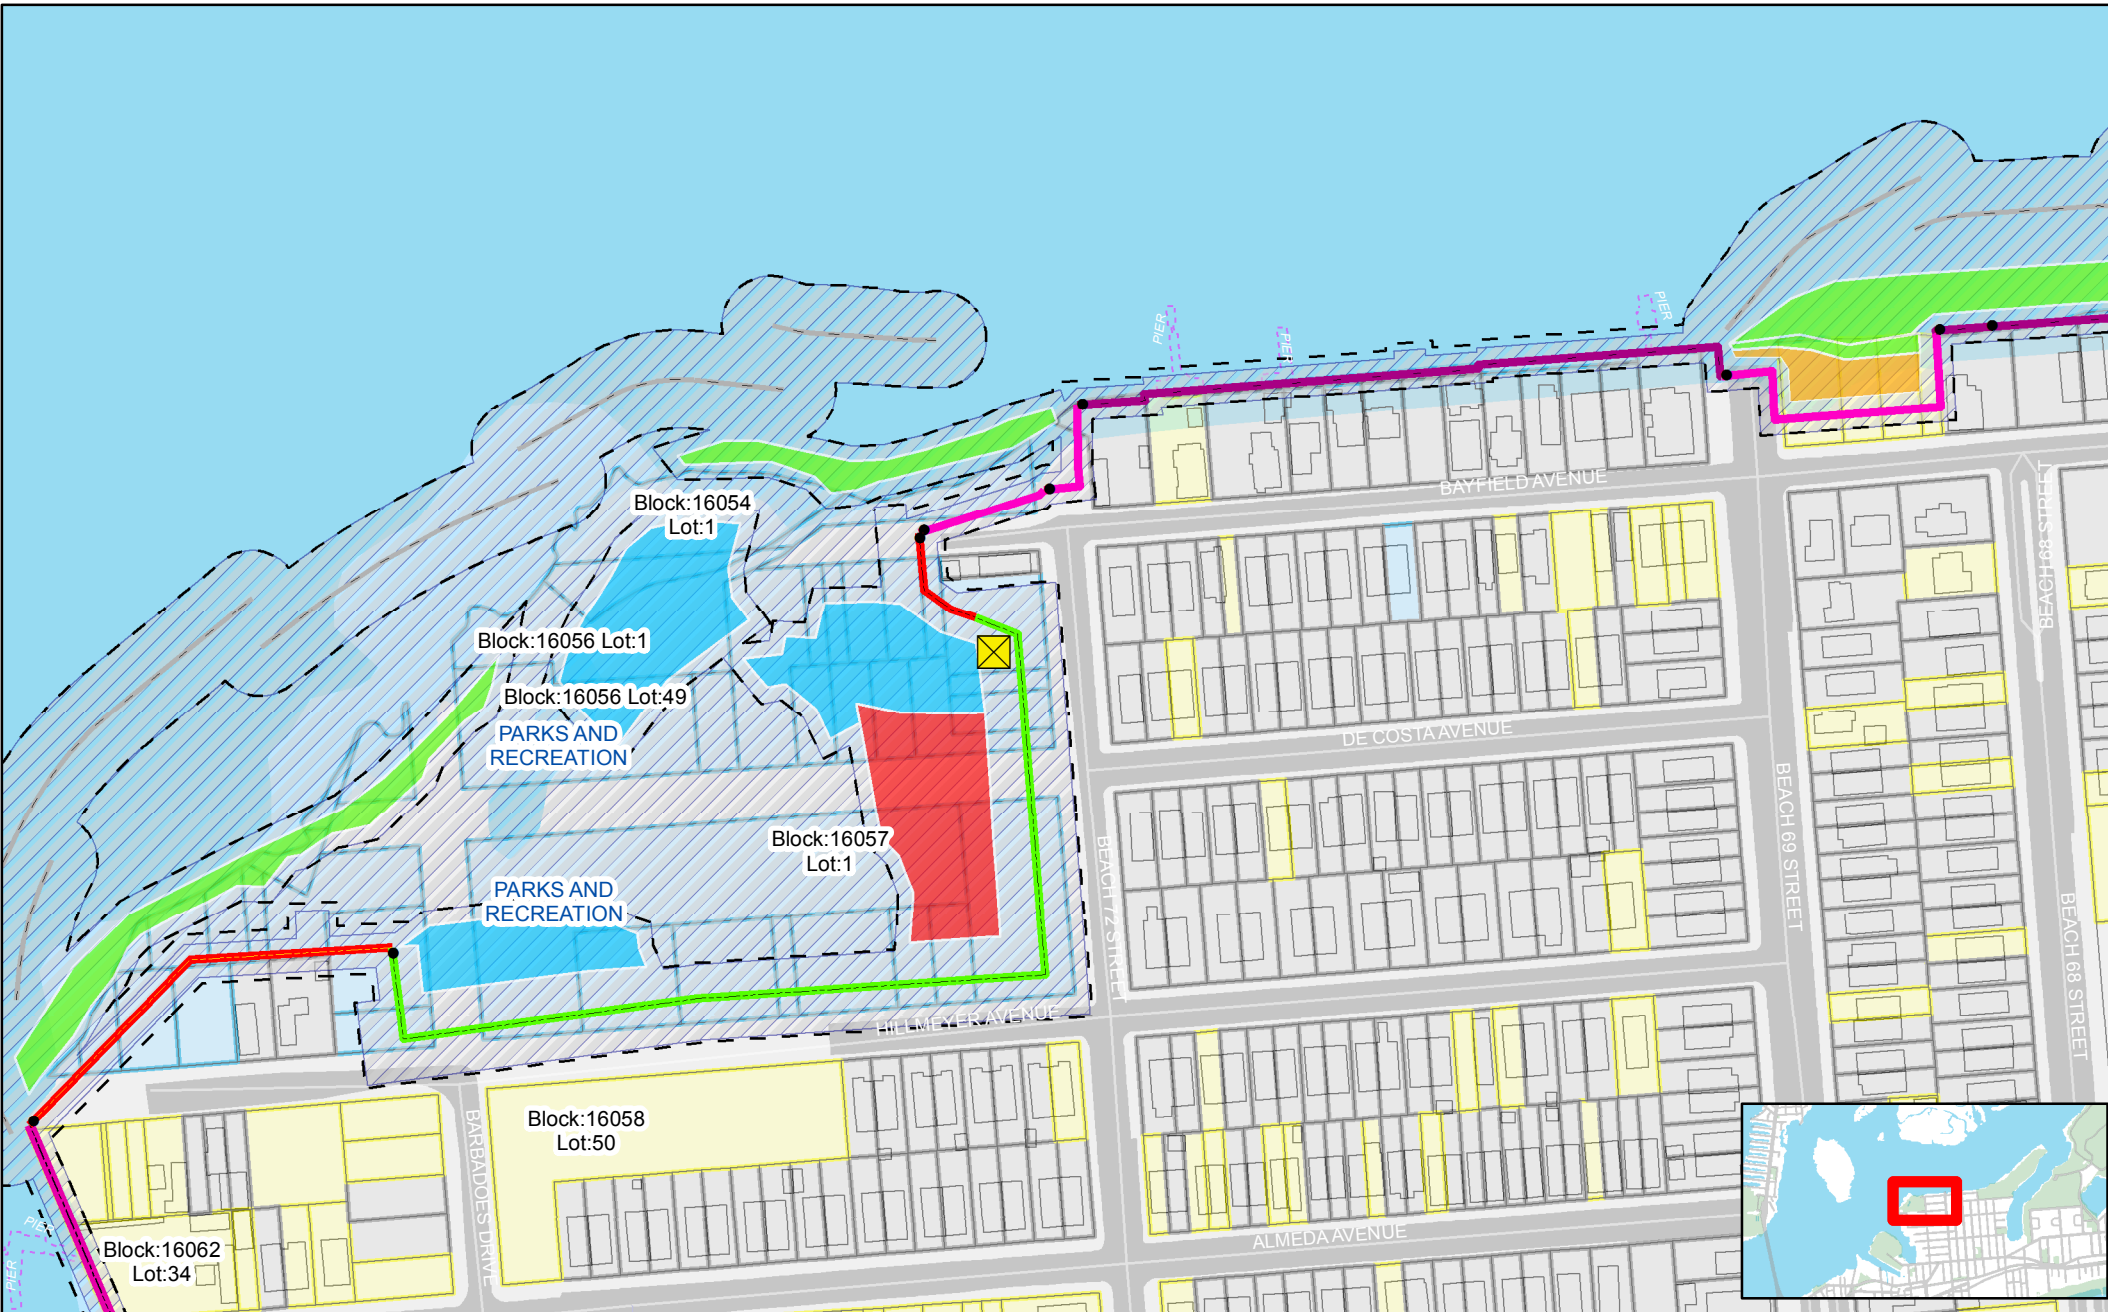 PIER
PIER
PIER
Block:16054
Lot:1
BAYFIELD AVENUE
BEACH 68 STREET
Block:16056 Lot:1
Block:16056 Lot:49
PARKS AND
RECREATION
DE COSTA AVENUE
BEACH 69 STREET
Block:16057
Lot:1
BEACH 72 STREET
PARKS AND
RECREATION
BEACH 68 STREET
HILLMEYER AVENUE
Block:16058
Lot:50
BARBADOES DRIVE
PIER
ALMEDA AVENUE
Block:16062
Lot:34
PIER